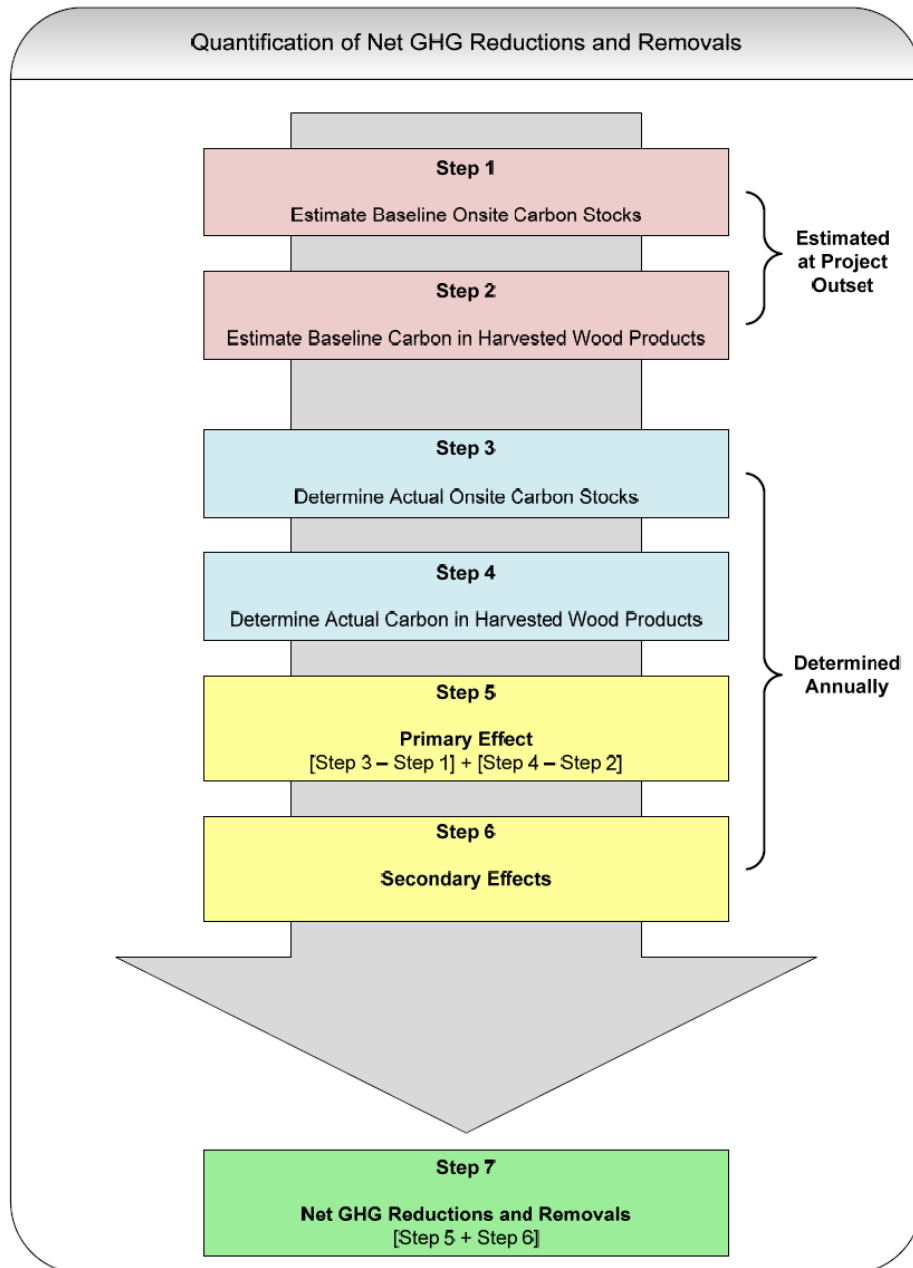 Quantification of Net GHG Reductions and Removals
Step 1
Estimate Baseline Onsite Carbon Stocks
Step 2
Estimate Baseline Carbon in Harvested Wood Products
Estimated
at Project
Outset
Step 3
Determine Actual Onsite Carbon Stocks
Step 4
Determine Actual Carbon in Harvested Wood Products
Step 5
Primary Effect
[Step 3 – Step 1] + [Step 4 – Step 2]
Step 6
Secondary Effects
Determined
Annually
Step 7
Net GHG Reductions and Removals
[Step 5 + Step 6]